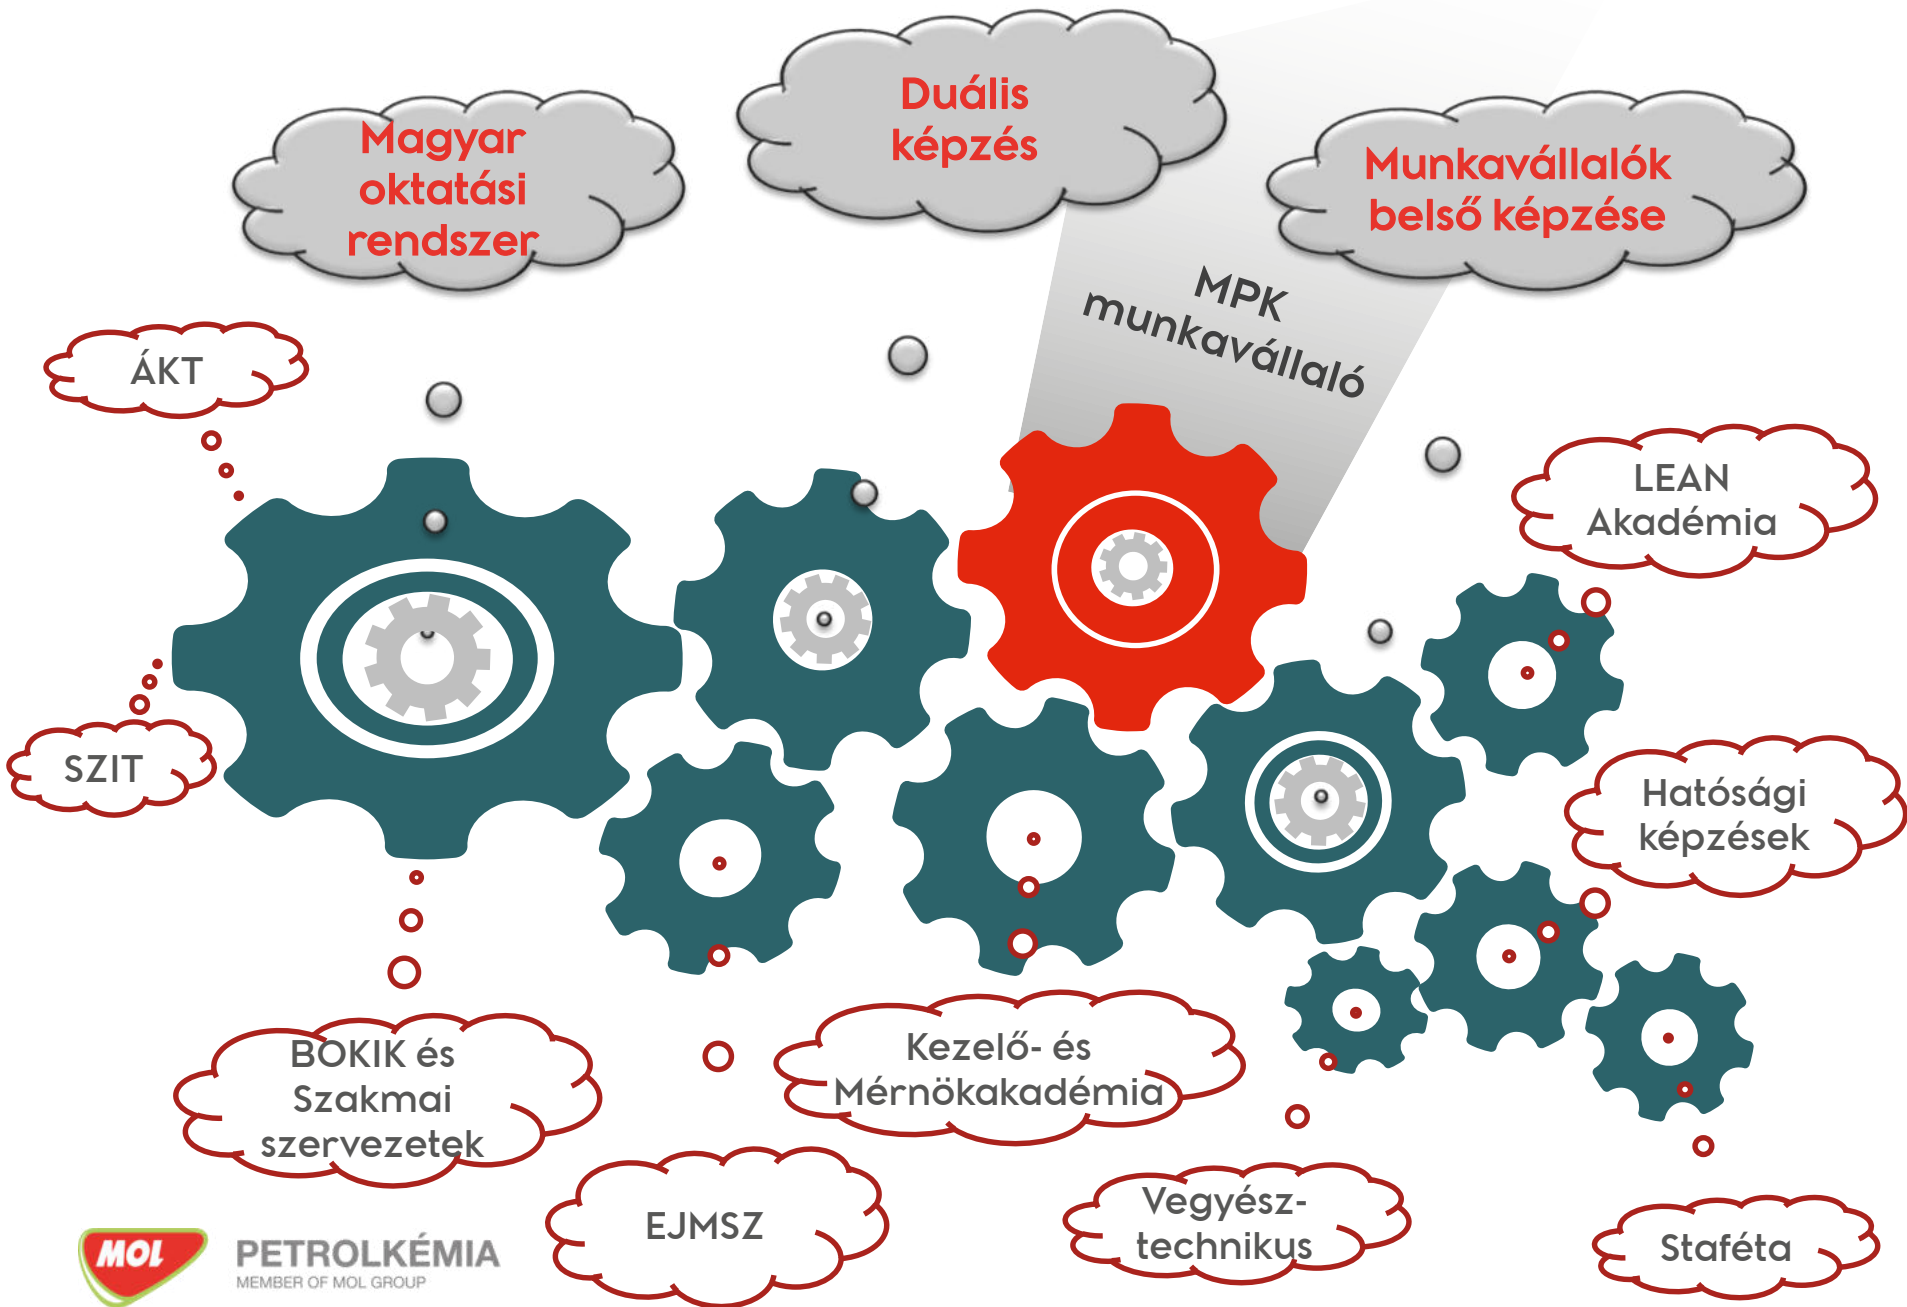 Magyar
oktatási
rendszer
Duális
képzés
Munkavállalók
belső képzése
MPK
munkavállaló
ÁKT
SZIT
LEAN
Akadémia
Hatósági
képzések
BOKIK és
Szakmai
szervezetek
Kezelő- és
Mérnökakadémia
EJMSZ
Vegyész-
technikus
Staféta
MOL
PETROLKÉMIA
MEMBER OF MOL GROUP